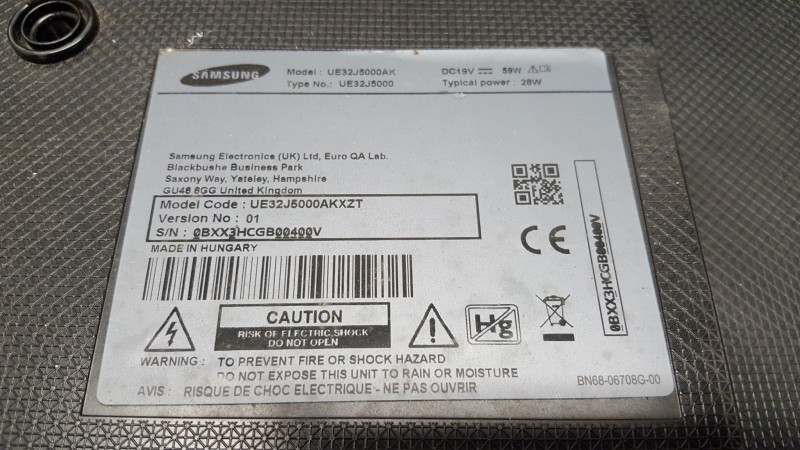 SAMSUNG
Model : UE32J5000AK
Type No.: UE32J5000
DC19V 59W
Typical power : 28W
Samsung Electronics (UK) Ltd, Euro QA Lab.
Blackbushe Business Park
Saxony Way, Yateley, Hampshire
GU46 6GG United Kingdom
Model Code : UE32J5000AKXZT
Version No : 01
S/N : 0BXX3HCGB00400V
MADE IN HUNGARY
CE
0BXX3HCGB00400V
CAUTION
RISK OF ELECTRIC SHOCK
DO NOT OPEN
Hg
WARNING : TO PREVENT FIRE OR SHOCK HAZARD
DO NOT EXPOSE THIS UNIT TO RAIN OR MOISTURE
AVIS : RISQUE DE CHOC ELECTRIQUE - NE PAS OUVRIR
BN68-06708G-00